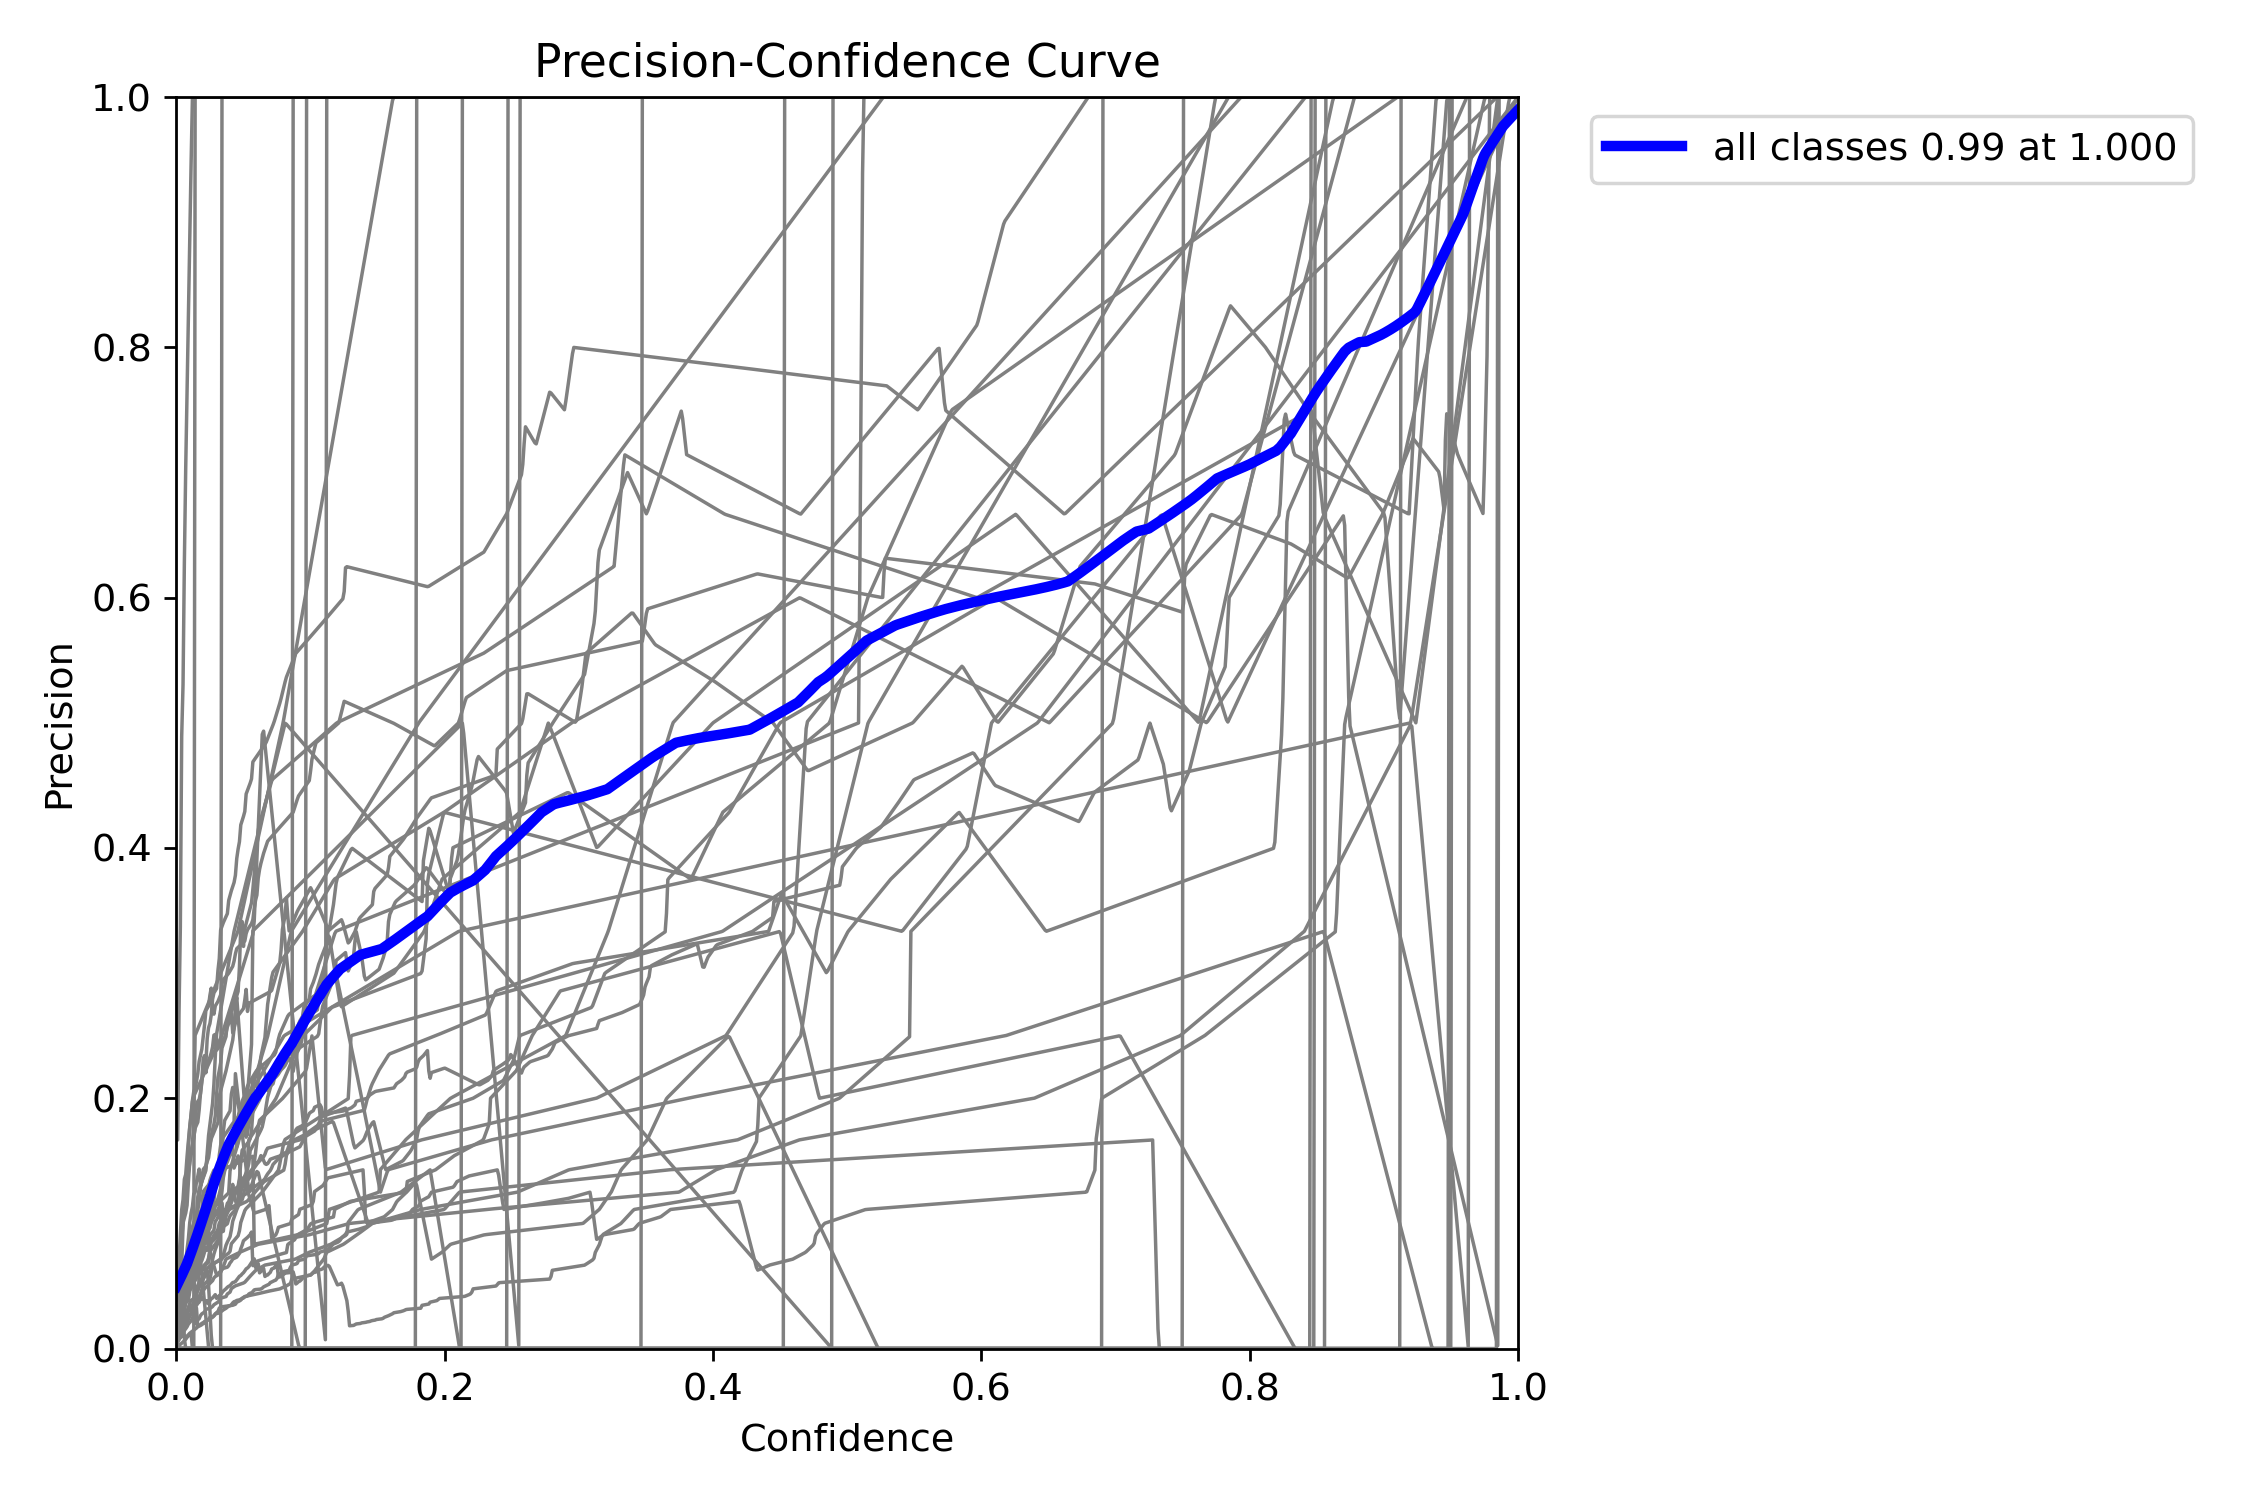 Precision-Confidence Curve
all classes 0.99 at 1.000
Precision
1.0
0.8
0.6
0.4
0.2
0.0
0.0 0.2 0.4 0.6 0.8 1.0
Confidence